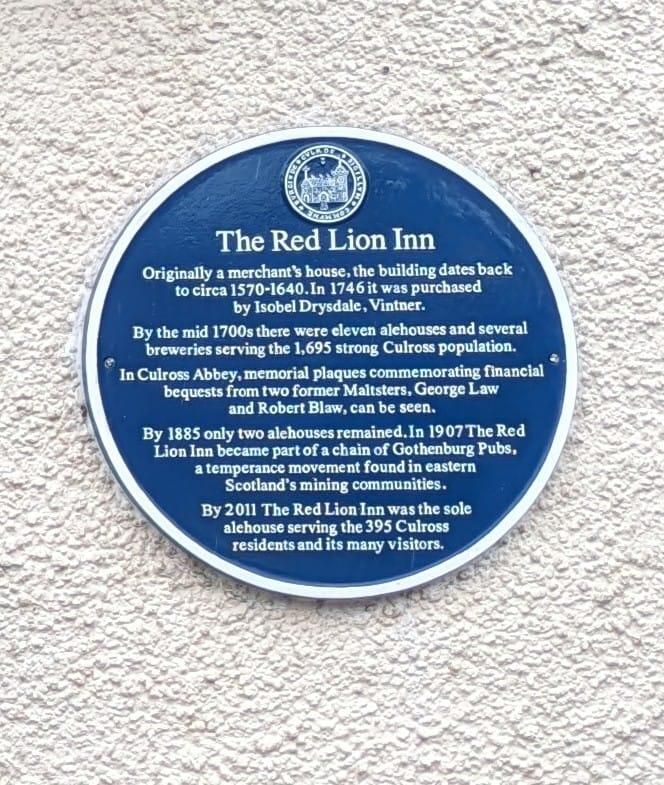 The Red Lion Inn
Originally a merchant's house, the building dates back
to circa 1570-1640. In 1746 it was purchased
by Isobel Drysdale, Vintner.
By the mid 1700s there were eleven alehouses and several
breweries serving the 1,695 strong Culross population.
In Culross Abbey, memorial plaques commemorating financial
bequests from two former Maltsters, George Law
and Robert Blaw, can be seen.
By 1885 only two alehouses remained. In 1907 The Red
Lion Inn became part of a chain of Gothenburg Pubs,
a temperance movement found in eastern
Scotland's mining communities.
By 2011 The Red Lion Inn was the sole
alehouse serving the 395 Culross
residents and its many visitors.